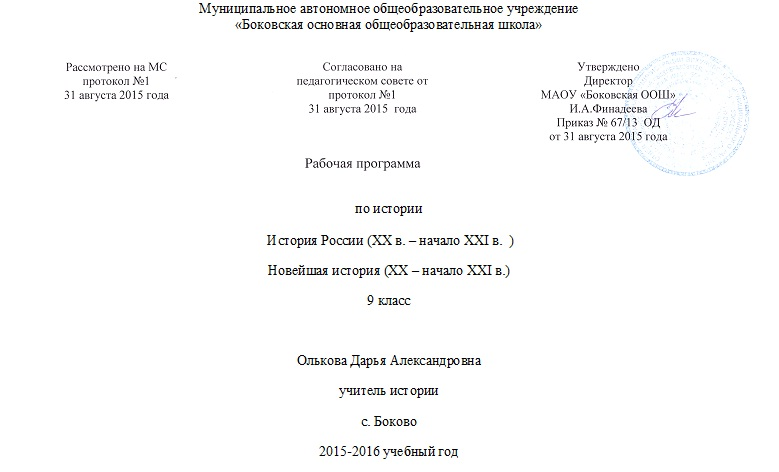 Муниципальное автономное общеобразовательное учреждение
«Боковская основная общеобразовательная школа»
Рассмотрено на МС
протокол №1
31 августа 2015 года
Согласовано на
педагогическом совете от
протокол №1
31 августа 2015 года
Утверждено
Директор
МАОУ «Боковская ООШ»
И.А.Финадеева
Приказ № 67/13 ОД
от 31 августа 2015 года
Рабочая программа
по истории
История России (XX в. – начало XXI в. )
Новейшая история (XX – начало XXI в.)
9 класс
Олькова Дарья Александровна
учитель истории
с. Боково
2015-2016 учебный год